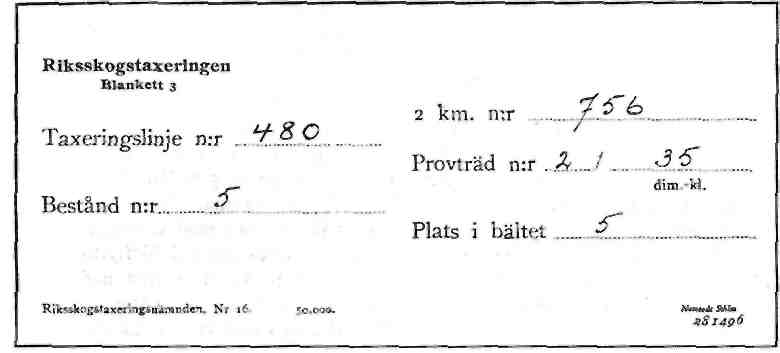 Riksskogstaxeringen
Blankett 3
Taxeringslinje n:r 480
Bestånd n:r 5
2 km. n:r 756
Provträd n:r 2 / 35
dim.-kl.
Plats i bältet 5
Riksskogstaxeringsnämnden. Nr 16. 50.000.
281496